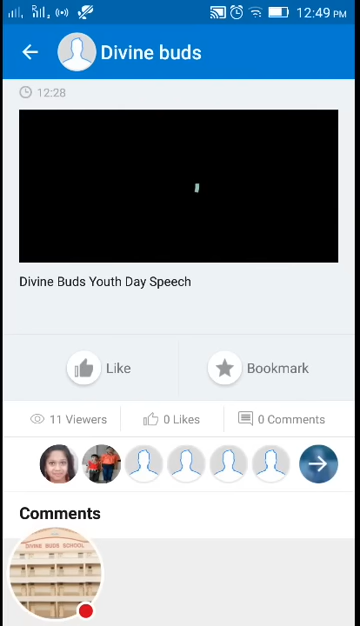 12:49 PM
Divine buds
12:28
Divine Buds Youth Day Speech
Like
Bookmark
11 Viewers
0 Likes
0 Comments
Comments
DIVINE BUDS SCHOOL